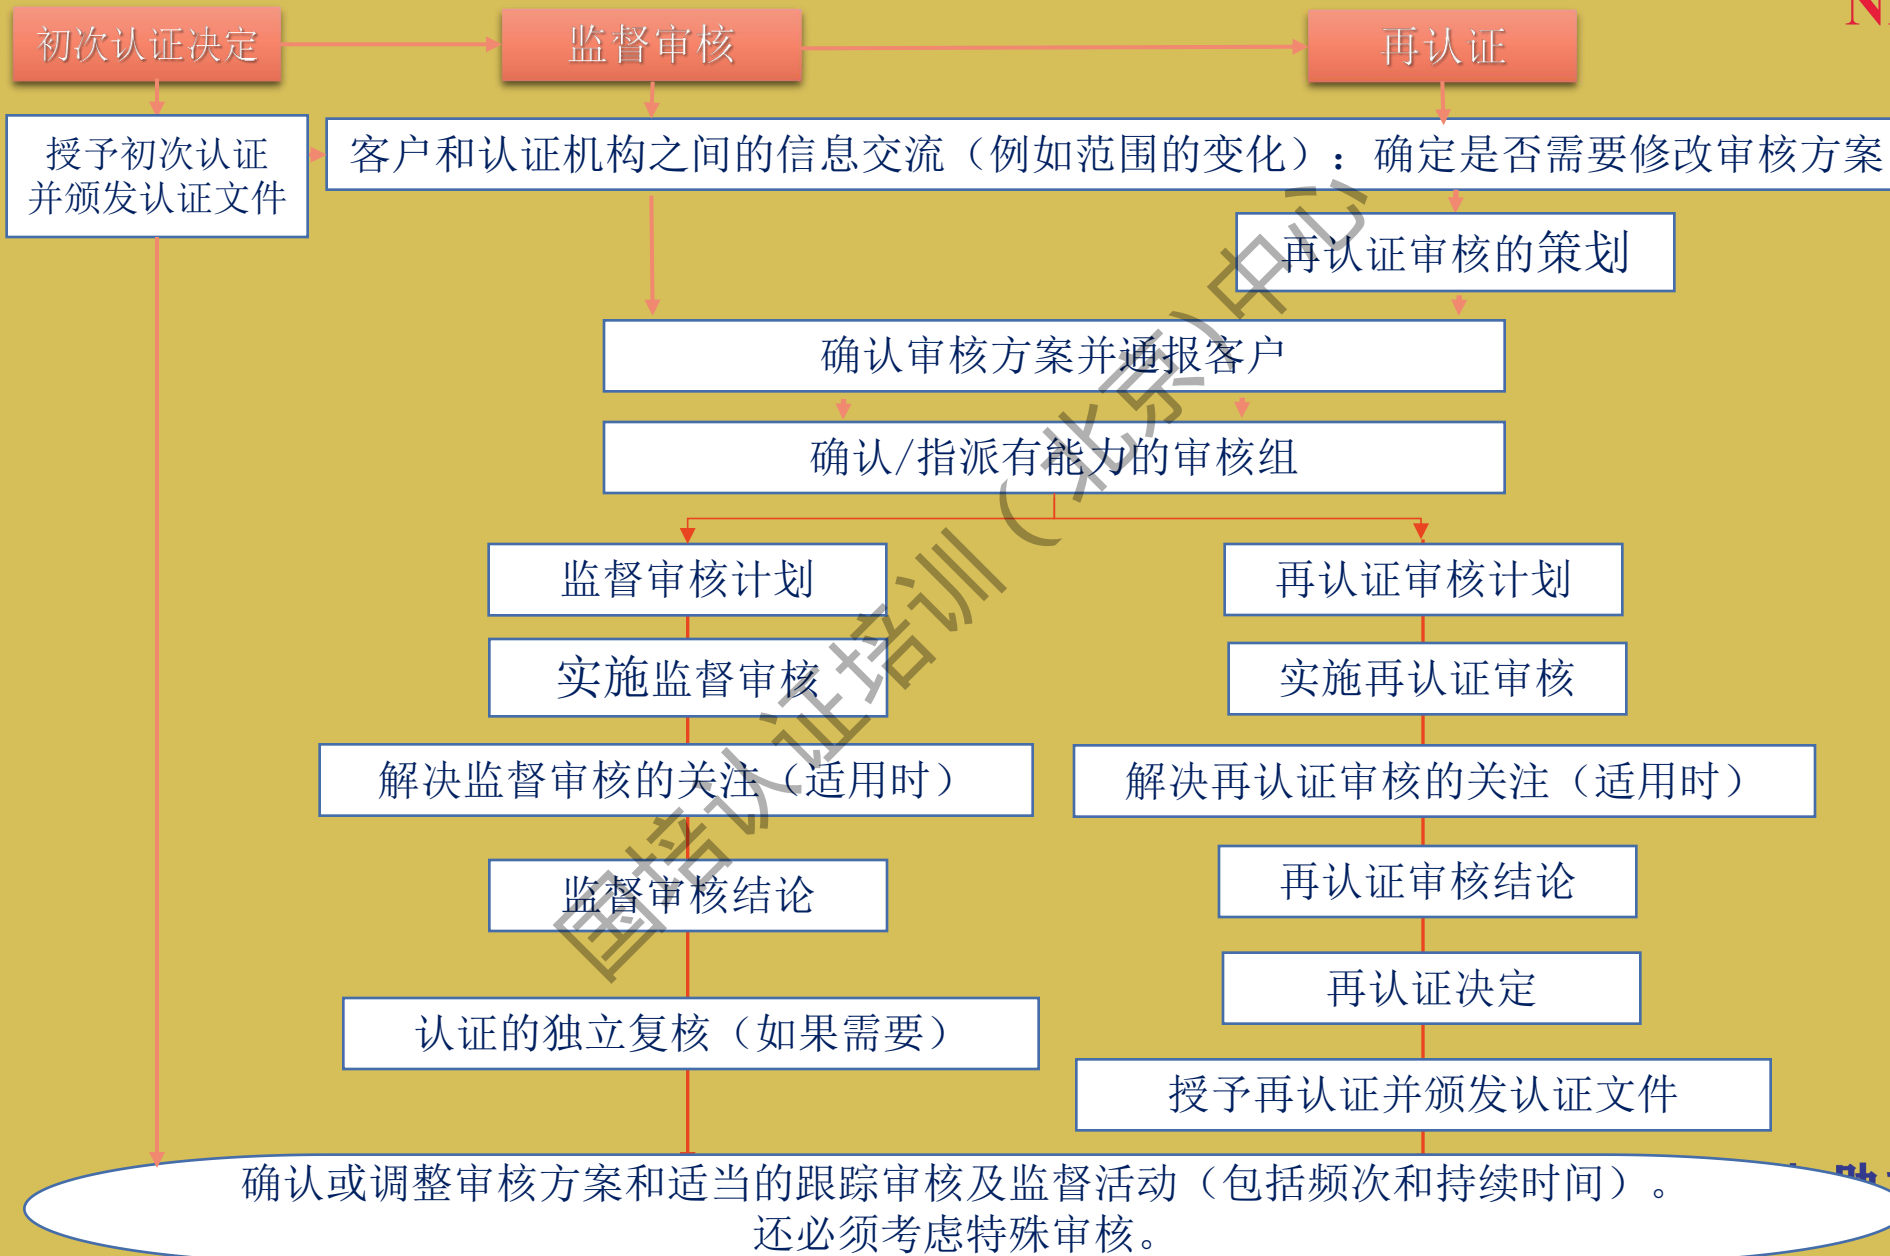 初次认证决定
监督审核
再认证
授予初次认证
并颁发认证文件
客户和认证机构之间的信息交流（例如范围的变化）：确定是否需要修改审核方案
再认证审核的策划
确认审核方案并通报客户
确认/指派有能力的审核组
监督审核计划
再认证审核计划
实施监督审核
实施再认证审核
解决监督审核的关注（适用时）
解决再认证审核的关注（适用时）
监督审核结论
再认证审核结论
再认证决定
认证的独立复核（如果需要）
授予再认证并颁发认证文件
确认或调整审核方案和适当的跟踪审核及监督活动（包括频次和持续时间）。
还必须考虑特殊审核。
国培认证培训（北京）中心